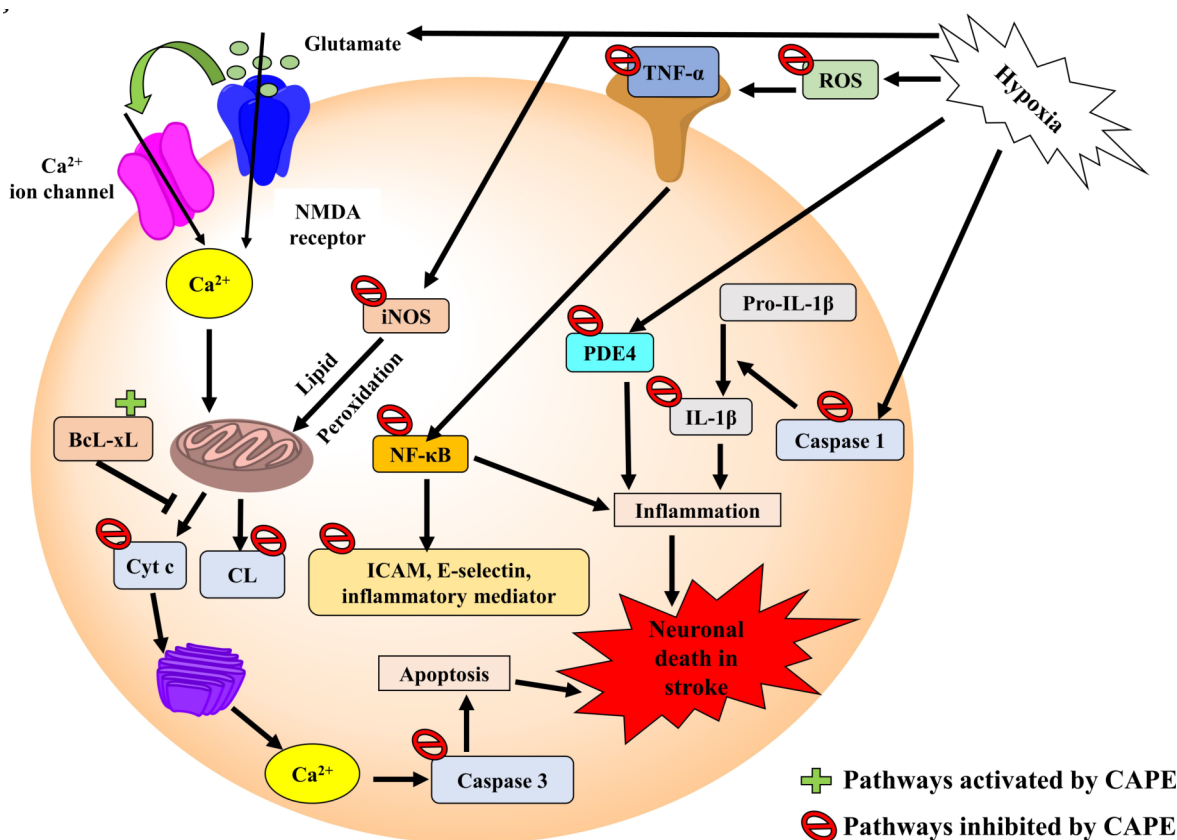 Glutamate
TNF-α
ROS
Hypoxia
Ca²⁺
ion channel
NMDA
receptor
Ca²⁺
iNOS
Pro-IL-1β
PDE4
Lipid
Peroxidation
IL-1β
Caspase 1
BcL-xL
NF-κB
Inflammation
Cyt c
CL
ICAM, E-selectin,
inflammatory mediator
Neuronal
death in
stroke
Apoptosis
Ca²⁺
Caspase 3
Pathways activated by CAPE
Pathways inhibited by CAPE